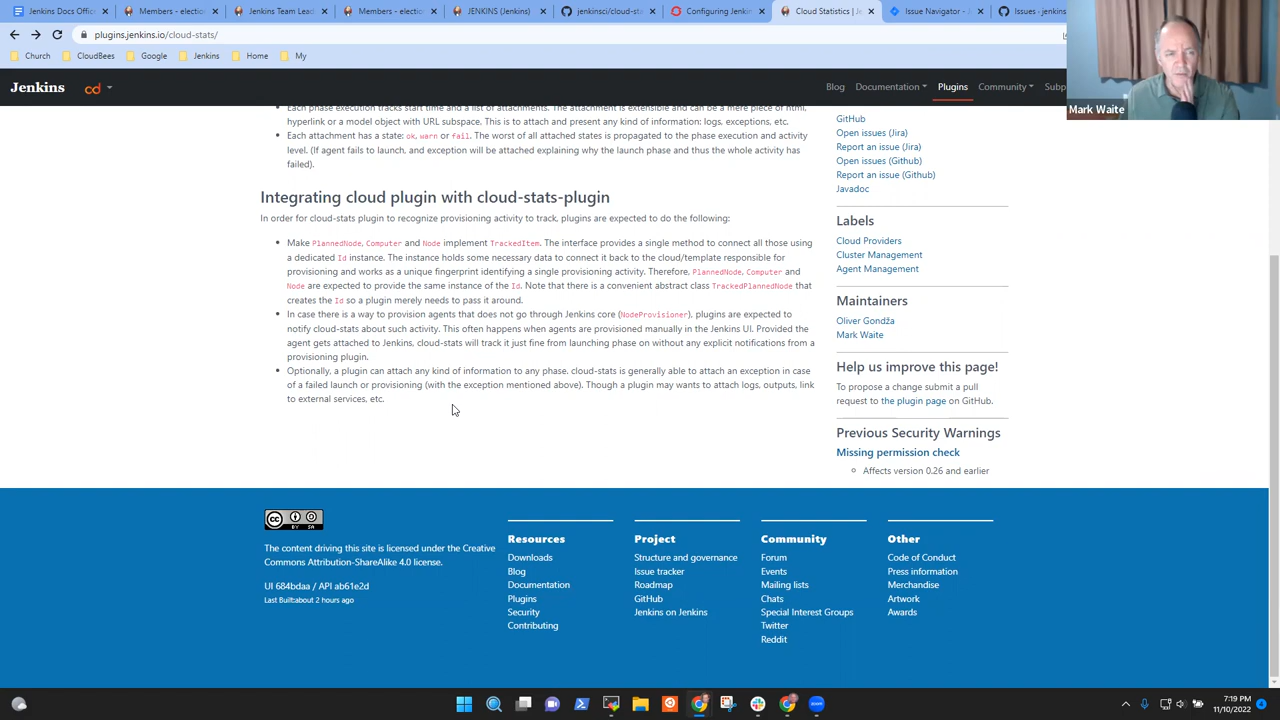 Jenkins Docs Office
Members - electio
Members - electio
JENKINS (Jenkins)
jenkinsci/cloud-st
Configuring Jenki
Cloud Statistics | Je
Introduction -
Issues - jenk
plugins.jenkins.io/cloud-stats/
Church
CloudBees
Google
Jenkins
Home
My
Jenkins
cd
Blog
Documentation
Plugins
Community
Subp
Mark Waite
Each phase execution tracks start time and a list of attachments. The attachment is extensible and can be a mere piece of html,
hyperlink or a model object with URL subspace. This is to attach and present any kind of information: logs, exceptions, etc.
Each attachment has a state: ok, warn or fail. The worst of all attached states is propagated to the phase execution and activity
level. (If agent fails to launch, and exception will be attached explaining why the launch phase and thus the whole activity has
failed).
Integrating cloud plugin with cloud-stats-plugin
In order for cloud-stats plugin to recognize provisioning activity to track, plugins are expected to do the following:
Make PlannedNode, Computer and Node implement TrackedItem. The interface provides a single method to connect all those using
a dedicated Id instance. The instance holds some necessary data to connect it back to the cloud/template responsible for
provisioning and works as a unique fingerprint identifying a single provisioning activity. Therefore, PlannedNode, Computer and
Node are expected to provide the same instance of the Id. Note that there is a convenient abstract class TrackedPlannedNode that
creates the Id so a plugin merely needs to pass it around.
In case there is a way to provision agents that does not go through Jenkins core (NodeProvisioner), plugins are expected to
notify cloud-stats about such activity. This often happens when agents are provisioned manually in the Jenkins UI. Provided the
agent gets attached to Jenkins, cloud-stats will track it just fine from launching phase on without any explicit notifications from a
provisioning plugin.
Optionally, a plugin can attach any kind of information to any phase. cloud-stats is generally able to attach an exception in case
of a failed launch or provisioning (with the exception mentioned above). Though a plugin may wants to attach logs, outputs, link
to external services, etc.
GitHub
Open issues (Jira)
Report an issue (Jira)
Open issues (Github)
Report an issue (Github)
Javadoc
Labels
Cloud Providers
Cluster Management
Agent Management
Maintainers
Oliver Gondža
Mark Waite
Help us improve this page!
To propose a change submit a pull
request to the plugin page on GitHub.
Previous Security Warnings
Missing permission check
Affects version 0.26 and earlier
cc
BY SA
The content driving this site is licensed under the Creative
Commons Attribution-ShareAlike 4.0 license.
UI 684bdaa / API ab61e2d
Last Built:about 2 hours ago
Resources
Downloads
Blog
Documentation
Plugins
Security
Contributing
Project
Structure and governance
Issue tracker
Roadmap
GitHub
Jenkins on Jenkins
Community
Forum
Events
Mailing lists
Chats
Special Interest Groups
Twitter
Reddit
Other
Code of Conduct
Press information
Merchandise
Artwork
Awards
zoom
7:19 PM
11/10/2022